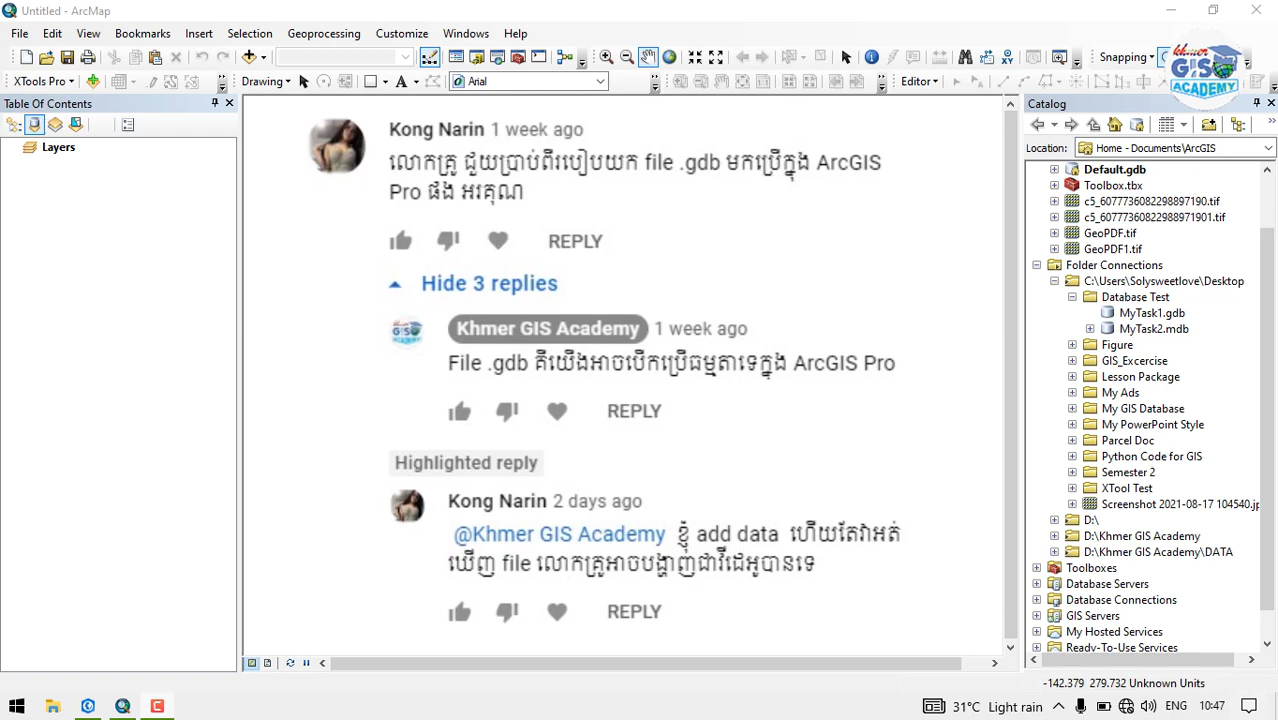 Untitled - ArcMap
File Edit View Bookmarks Insert Selection Geoprocessing Customize Windows Help
Snapping
khmer
GIS
ACADEMY
XTools Pro
Drawing
A
Arial
Editor
Table Of Contents
Layers
Kong Narin 1 week ago
លោកគ្រូ ជួយប្រាប់ពីរបៀបយក file .gdb មកប្រើក្នុង ArcGIS
Pro ផង អរគុណ
REPLY
Hide 3 replies
Khmer GIS Academy 1 week ago
File .gdb គឺយើងអាចបើកប្រើធម្មតាទេក្នុង ArcGIS Pro
REPLY
Highlighted reply
Kong Narin 2 days ago
@Khmer GIS Academy ខ្ញុំ add data ហើយតែវាអត់
ឃើញ file លោកគ្រូអាចបង្ហាញជាវីដេអូបានទេ
REPLY
Catalog
Location: Home - Documents\ArcGIS
Default.gdb
Toolbox.tbx
c5_6077736082298897190.tif
c5_60777360822988971901.tif
GeoPDF.tif
GeoPDF1.tif
Folder Connections
C:\Users\Solysweetlove\Desktop
Database Test
MyTask1.gdb
MyTask2.mdb
Figure
GIS_Excercise
Lesson Package
My Ads
My GIS Database
My PowerPoint Style
Parcel Doc
Python Code for GIS
Semester 2
XTool Test
Screenshot 2021-08-17 104540.jp
D:\
D:\Khmer GIS Academy
D:\Khmer GIS Academy\DATA
Toolboxes
Database Servers
Database Connections
GIS Servers
My Hosted Services
Ready-To-Use Services
-142.379 279.732 Unknown Units
31°C Light rain
ENG
10:47